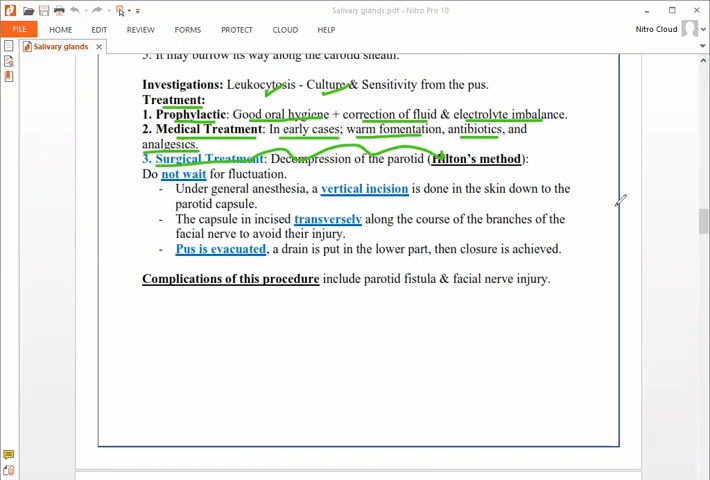 Salivary glands.pdf - Nitro Pro 10
FILE HOME EDIT REVIEW FORMS PROTECT CLOUD HELP Nitro Cloud
Salivary glands
5. It may burrow its way along the carotid sheath.
Investigations: Leukocytosis - Culture & Sensitivity from the pus.
Treatment:
1. Prophylactic: Good oral hygiene + correction of fluid & electrolyte imbalance.
2. Medical Treatment: In early cases; warm fomentation, antibiotics, and
analgesics.
3. Surgical Treatment: Decompression of the parotid (Hilton's method):
Do not wait for fluctuation.
- Under general anesthesia, a vertical incision is done in the skin down to the
parotid capsule.
- The capsule in incised transversely along the course of the branches of the
facial nerve to avoid their injury.
- Pus is evacuated, a drain is put in the lower part, then closure is achieved.
Complications of this procedure include parotid fistula & facial nerve injury.